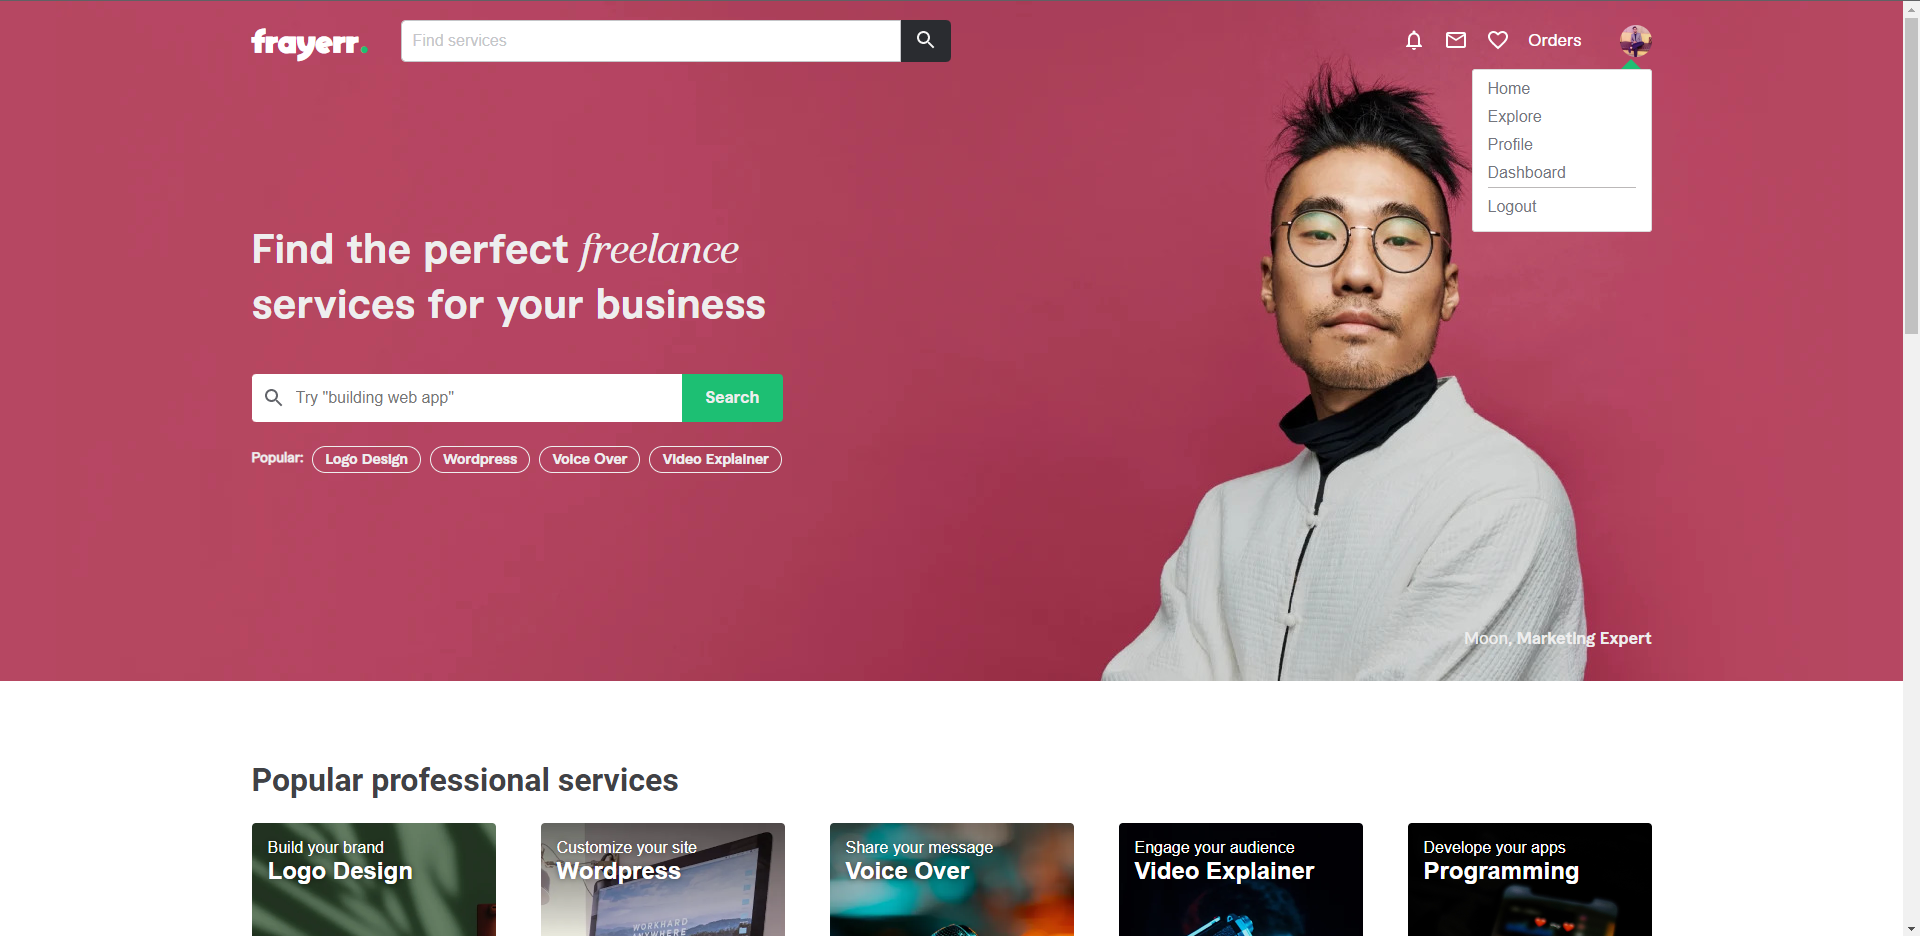 frayerr.
Find services
Orders
Home
Explore
Profile
Dashboard
Logout
Find the perfect freelance
services for your business
Try "building web app"
Search
Popular:
Logo Design
Wordpress
Voice Over
Video Explainer
Moon, Marketing Expert
Popular professional services
Build your brand
Logo Design
Customize your site
Wordpress
WORKHARD
ANYWHERE
Share your message
Voice Over
Engage your audience
Video Explainer
Develope your apps
Programming